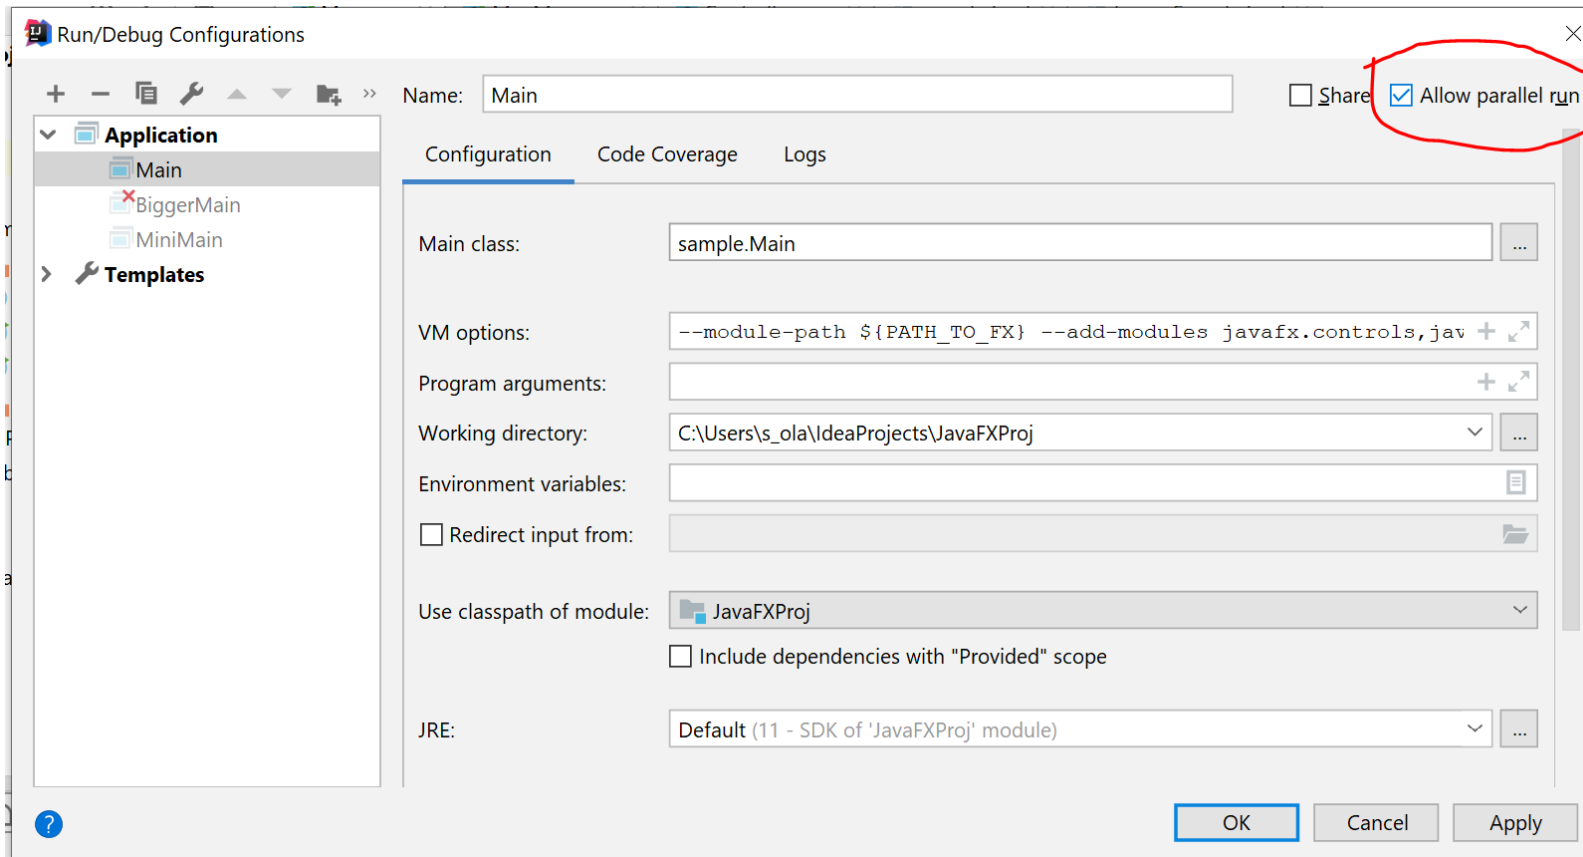 Run/Debug Configurations
Name: Main Share Allow parallel run
Application
Main
BiggerMain
MiniMain
Templates
Configuration Code Coverage Logs
Main class: sample.Main ...
VM options: --module-path ${PATH_TO_FX} --add-modules javafx.controls,jav
Program arguments:
Working directory: C:\Users\s_ola\IdeaProjects\JavaFXProj ...
Environment variables:
Redirect input from:
Use classpath of module: JavaFXProj
Include dependencies with "Provided" scope
JRE: Default (11 - SDK of 'JavaFXProj' module) ...
? OK Cancel Apply